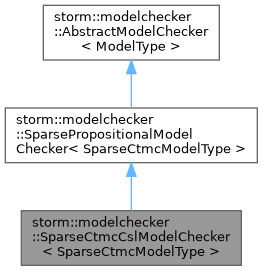 storm::modelchecker
::AbstractModelChecker
< ModelType >
storm::modelchecker
::SparsePropositionalModel
Checker< SparseCtmcModelType >
storm::modelchecker
::SparseCtmcCslModelChecker
< SparseCtmcModelType >